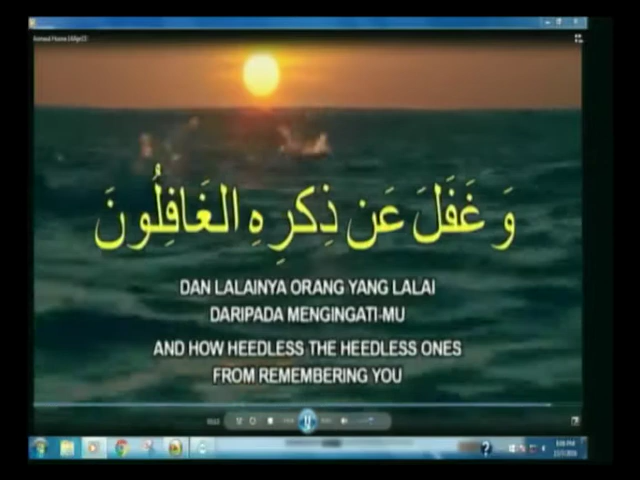 وَ غَفَلَ عَن ذِكرِهِ الغَافِلُونَ
DAN LALAINYA ORANG YANG LALAI
DARIPADA MENGINGATI-MU
AND HOW HEEDLESS THE HEEDLESS ONES
FROM REMEMBERING YOU